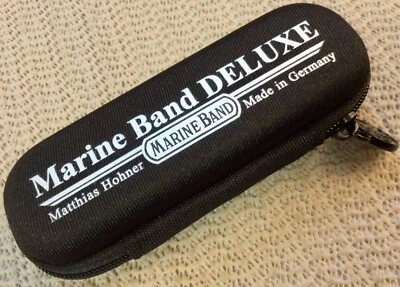 Marine Band DELUXE
Matthias Hohner MARINE BAND Made in Germany